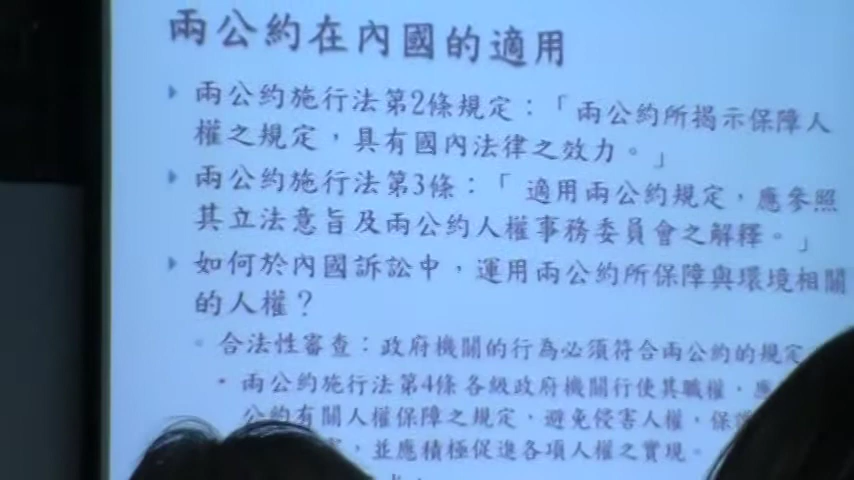 兩公約在內國的適用
兩公約施行法第2條規定：「兩公約所揭示保障人
權之規定，具有國內法律之效力。」
兩公約施行法第3條：「 適用兩公約規定，應參照
其立法意旨及兩公約人權事務委員會之解釋。」
如何於內國訴訟中，運用兩公約所保障與環境相關
的人權？
合法性審查：政府機關的行為必須符合兩公約的規定
兩公約施行法第4條 各級政府機關行使其職權，應
公約有關人權保障之規定，避免侵害人權，保
，並應積極促進各項人權之實現。